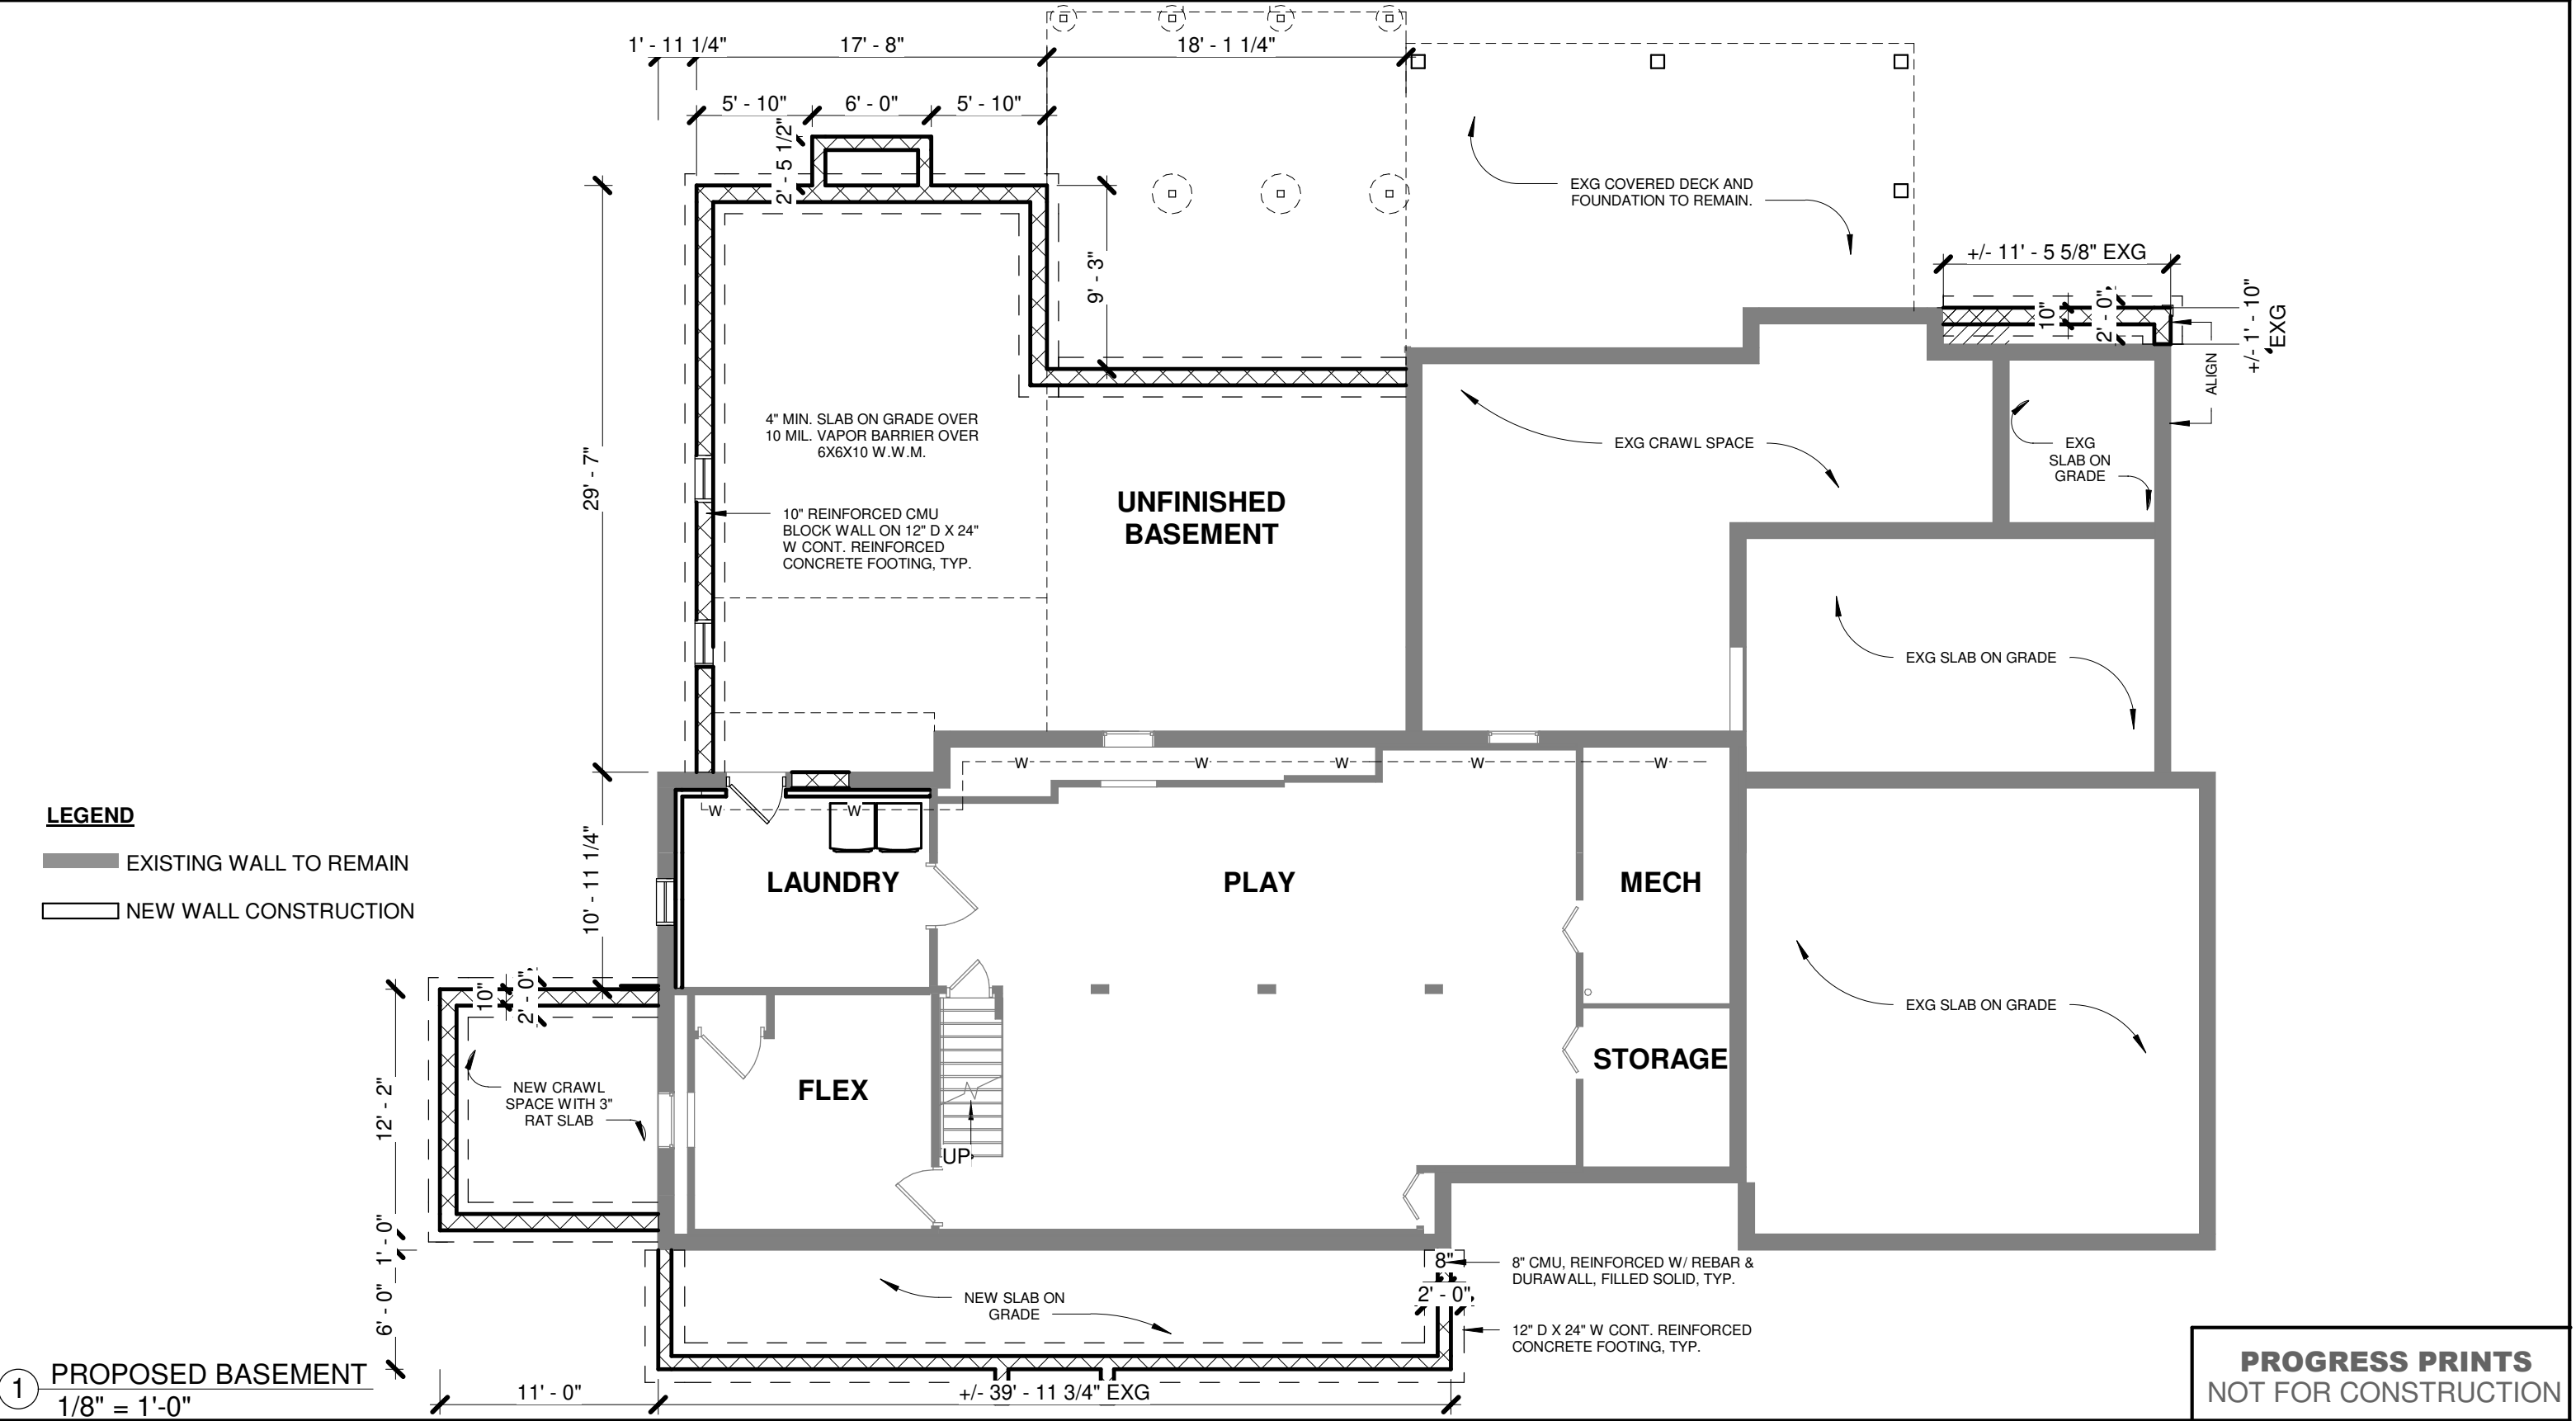 1' - 11 1/4"
17' - 8"
18' - 1 1/4"
5' - 10"
6' - 0"
5' - 10"
2' - 5 1/2"
EXG COVERED DECK AND
FOUNDATION TO REMAIN.
9' - 3"
+/- 11' - 5 5/8" EXG
10"
2' - 0"
+/- 1' - 10"
EXG
ALIGN
29' - 7"
4" MIN. SLAB ON GRADE OVER
10 MIL. VAPOR BARRIER OVER
6X6X10 W.W.M.
10" REINFORCED CMU
BLOCK WALL ON 12" D X 24"
W CONT. REINFORCED
CONCRETE FOOTING, TYP.
UNFINISHED
BASEMENT
EXG CRAWL SPACE
EXG
SLAB ON
GRADE
EXG SLAB ON GRADE
W
W
W
W
W
W
W
LEGEND
EXISTING WALL TO REMAIN
NEW WALL CONSTRUCTION
10' - 11 1/4"
LAUNDRY
PLAY
MECH
10"
2' - 0"
EXG SLAB ON GRADE
12' - 2"
NEW CRAWL
SPACE WITH 3"
RAT SLAB
FLEX
UP
STORAGE
1' - 0"
6' - 0"
8"
2' - 0"
8" CMU, REINFORCED W/ REBAR &
DURAWALL, FILLED SOLID, TYP.
NEW SLAB ON
GRADE
12" D X 24" W CONT. REINFORCED
CONCRETE FOOTING, TYP.
11' - 0"
+/- 39' - 11 3/4" EXG
1
PROPOSED BASEMENT
1/8" = 1'-0"
PROGRESS PRINTS
NOT FOR CONSTRUCTION